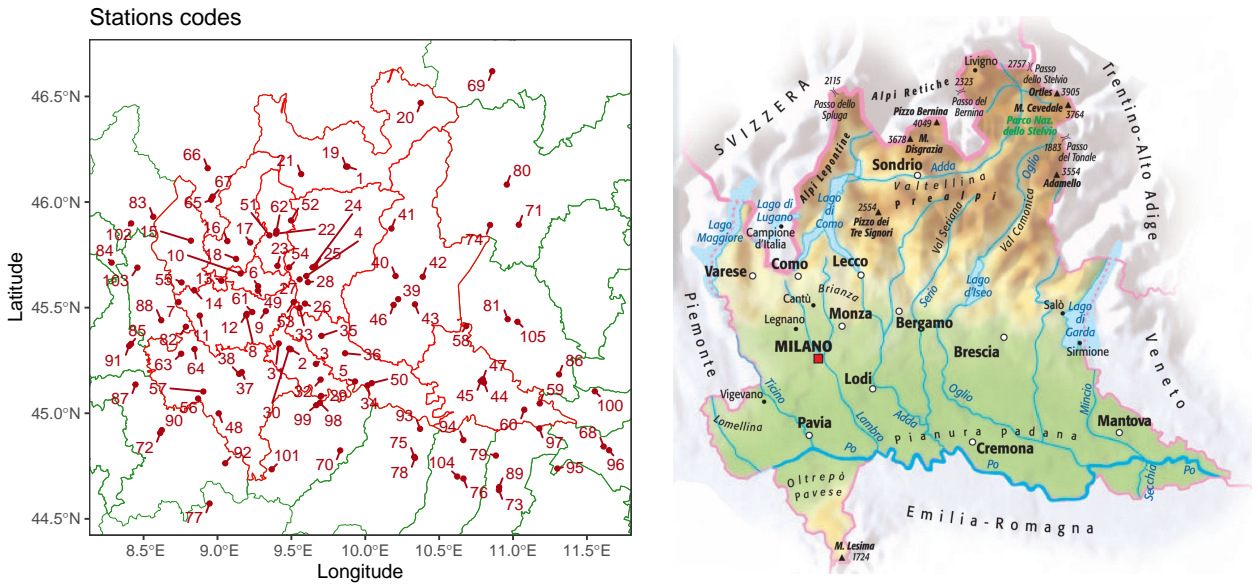 Stations codes
Latitude
46.5°N
46.0°N
45.5°N
45.0°N
44.5°N
8.5°E 9.0°E 9.5°E 10.0°E 10.5°E 11.0°E 11.5°E
Longitude
69
20
66
21
19
1
80
67
65
83
51
62
52
24
102
15
16
17
22
4
41
42
71
74
84
10
18
23
54
25
40
103
55
13
6
27
28
39
88
7
14
61
49
26
46
43
81
105
85
82
11
12
9
53
33
35
58
91
63
64
38
8
37
31
2
3
36
47
86
57
5
50
45
44
59
87
56
30
32
29
34
60
100
90
48
99
98
93
94
97
68
72
92
101
70
75
79
78
104
95
96
76
89
73
77
SVIZZERA
2115
Passo dello
Spluga
Alpi Retiche
Livigno
2323
Passo del
Bernina
2757
Passo
dello Stelvio
Ortles 3905
M. Cevedale
3764
Parco Naz.
dello Stelvio
Trentino-Alto Adige
Pizzo Bernina
4049
3678 M.
Disgrazia
1883
Passo
del Tonale
3554
Adamello
Alpi Lepontine
Sondrio
Adda
Valtellina
Oglio
Prealpi
Lago
Maggiore
Lago di
Lugano
Campione
d'Italia
Lago
di
Como
2554
Pizzo dei
Tre Signori
Val Seriana
Val Canonica
Varese
Como
Lecco
Serio
Lago
d'Iseo
Brianza
Cantù
Legnano
Monza
Bergamo
Salò
Lago
di
Garda
Sirmione
Piemonte
MILANO
Brescia
Veneto
Lodi
Vigevano
Ticino
Lomellina
Pavia
Lambro
Adda
Oglio
Mincio
Mantova
Pianura padana
Cremona
Po
Po
Po
Secchia
Oltrepò
Pavese
Emilia-Romagna
M. Lesima
1724